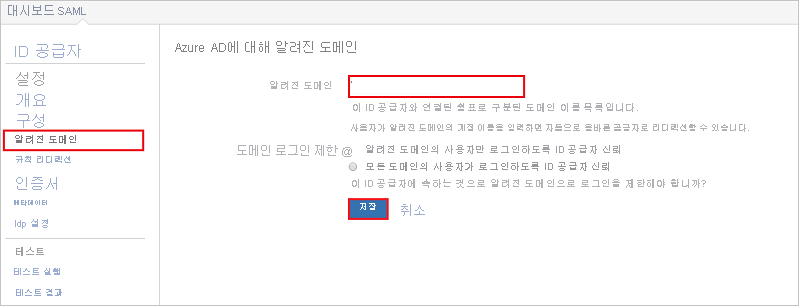 대시보드 SAML
ID 공급자
설정
개요
구성
알려진 도메인
규칙 리디렉션
인증서
메타데이터
Idp 설정
테스트
테스트 실행
테스트 결과
Azure AD에 대해 알려진 도메인
알려진 도메인
이 ID 공급자와 연결된 쉼표로 구분된 도메인 이름 목록입니다.
사용자가 알려진 도메인의 계정 이름을 입력하면 자동으로 올바른 공급자로 리디렉션할 수 있습니다.
도메인 로그인 제한 @ 알려진 도메인의 사용자만 로그인하도록 ID 공급자 신뢰
모든 도메인의 사용자가 로그인하도록 ID 공급자 신뢰
이 ID 공급자에 속하는 것으로 알려진 도메인으로 로그인을 제한해야 합니까?
저장 취소